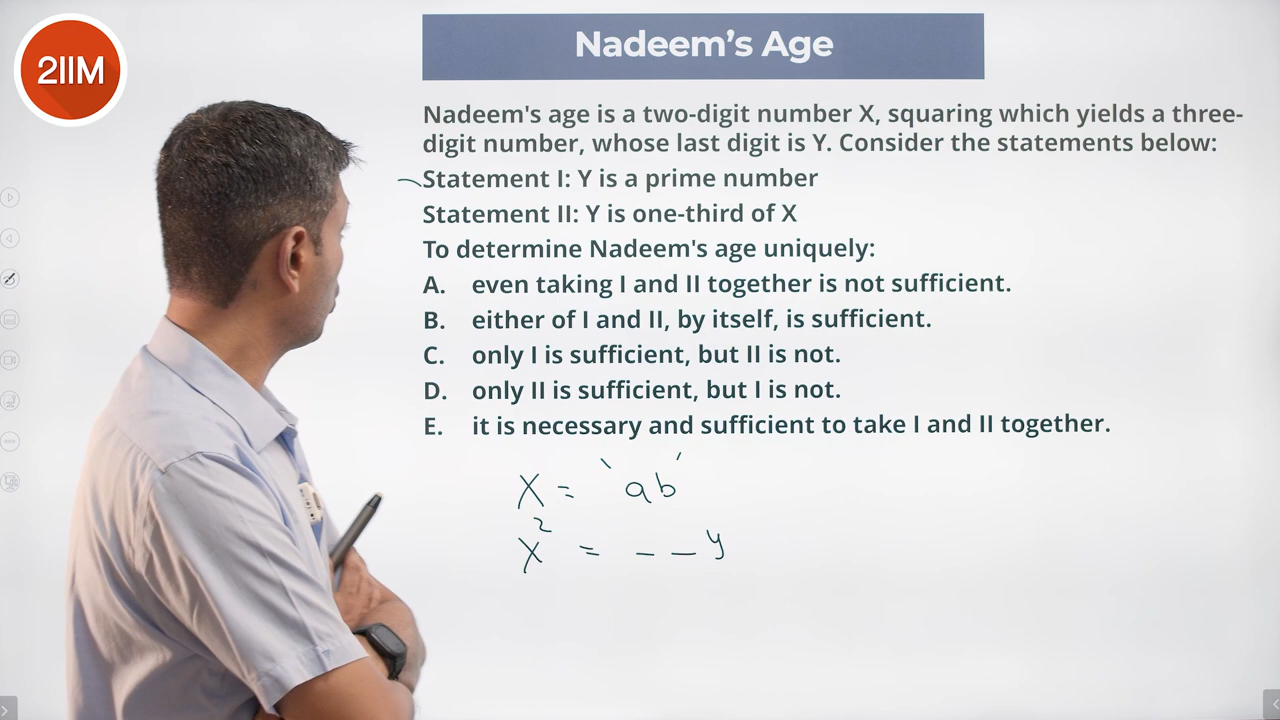 2IIM
Nadeem's Age
Nadeem's age is a two-digit number X, squaring which yields a three-
digit number, whose last digit is Y. Consider the statements below:
Statement I: Y is a prime number
Statement II: Y is one-third of X
To determine Nadeem's age uniquely:
A. even taking I and II together is not sufficient.
B. either of I and II, by itself, is sufficient.
C. only I is sufficient, but II is not.
D. only II is sufficient, but I is not.
E. it is necessary and sufficient to take I and II together.
X = 'ab'
X² = _ _ y